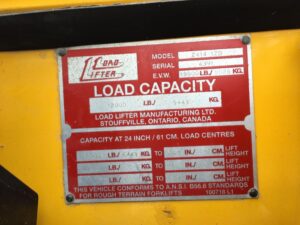 LOAD LIFTER
MODEL
SERIAL
E.V.W. LB./ KG.
LOAD CAPACITY
LB./ KG.
LOAD LIFTER MANUFACTURING LTD.
STOUFFVILLE, ONTARIO, CANADA
CAPACITY AT 24 INCH / 61 CM. LOAD CENTRES
LB./ KG. TO IN./ CM. LIFT HEIGHT
LB./ KG. TO IN./ CM. LIFT HEIGHT
LB./ KG. TO IN./ CM. LIFT HEIGHT
THIS VEHICLE CONFORMS TO A.N.S.I. B56.6 STANDARDS
FOR ROUGH TERRAIN FORKLIFTS 100718-L1